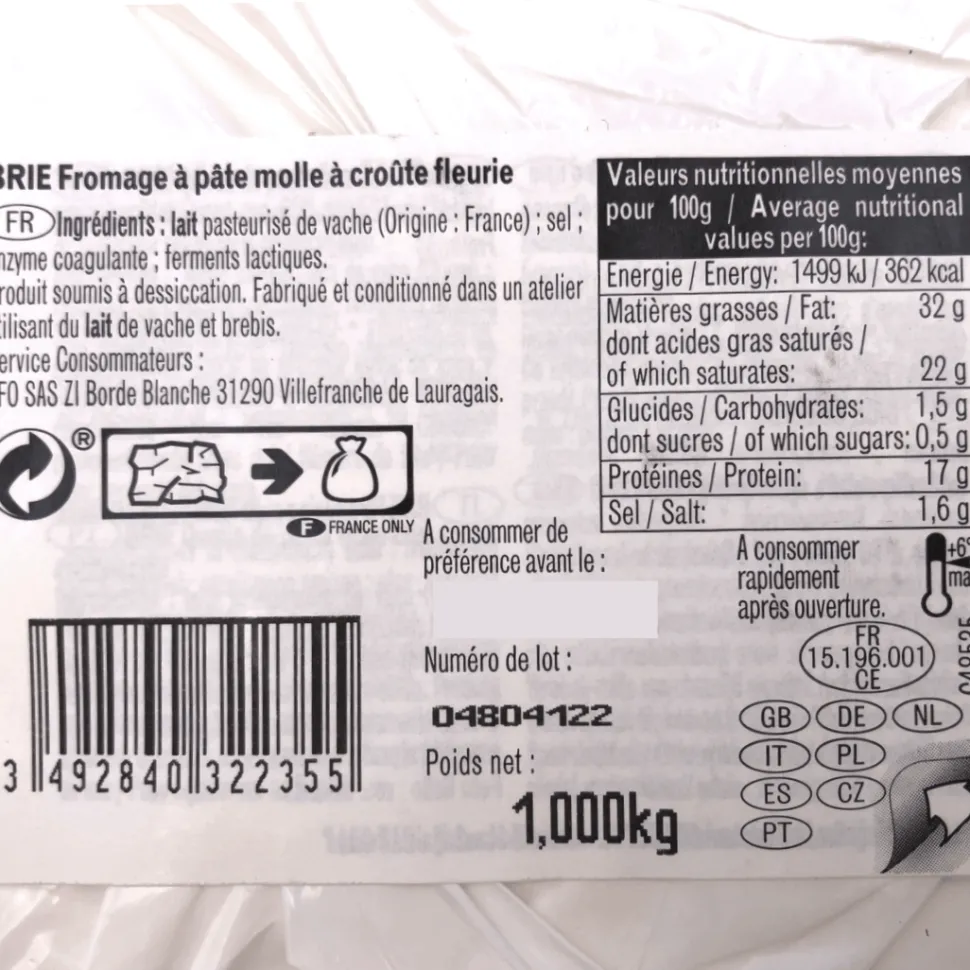 BRIE Fromage à pâte molle à croûte fleurie
FR Ingrédients : lait pasteurisé de vache (Origine : France) ; sel ;
nzyme coagulante ; ferments lactiques.
roduit soumis à dessiccation. Fabriqué et conditionné dans un atelier
tilisant du lait de vache et brebis.
ervice Consommateurs :
FO SAS ZI Borde Blanche 31290 Villefranche de Lauragais.
®
F FRANCE ONLY
Valeurs nutritionnelles moyennes
pour 100g / Average nutritional
values per 100g:
Energie / Energy: 1499 kJ / 362 kcal
Matières grasses / Fat: 32 g
dont acides gras saturés /
of which saturates: 22 g
Glucides / Carbohydrates: 1,5 g
dont sucres / of which sugars: 0,5 g
Protéines / Protein: 17 g
Sel / Salt: 1,6 g
A consommer de
préférence avant le :
Numéro de lot :
04804122
Poids net :
1,000kg
A consommer
rapidement
après ouverture.
+6°
ma
FR
15.196.001
CE
GB DE NL
IT PL
ES CZ
PT
3 492840 322355